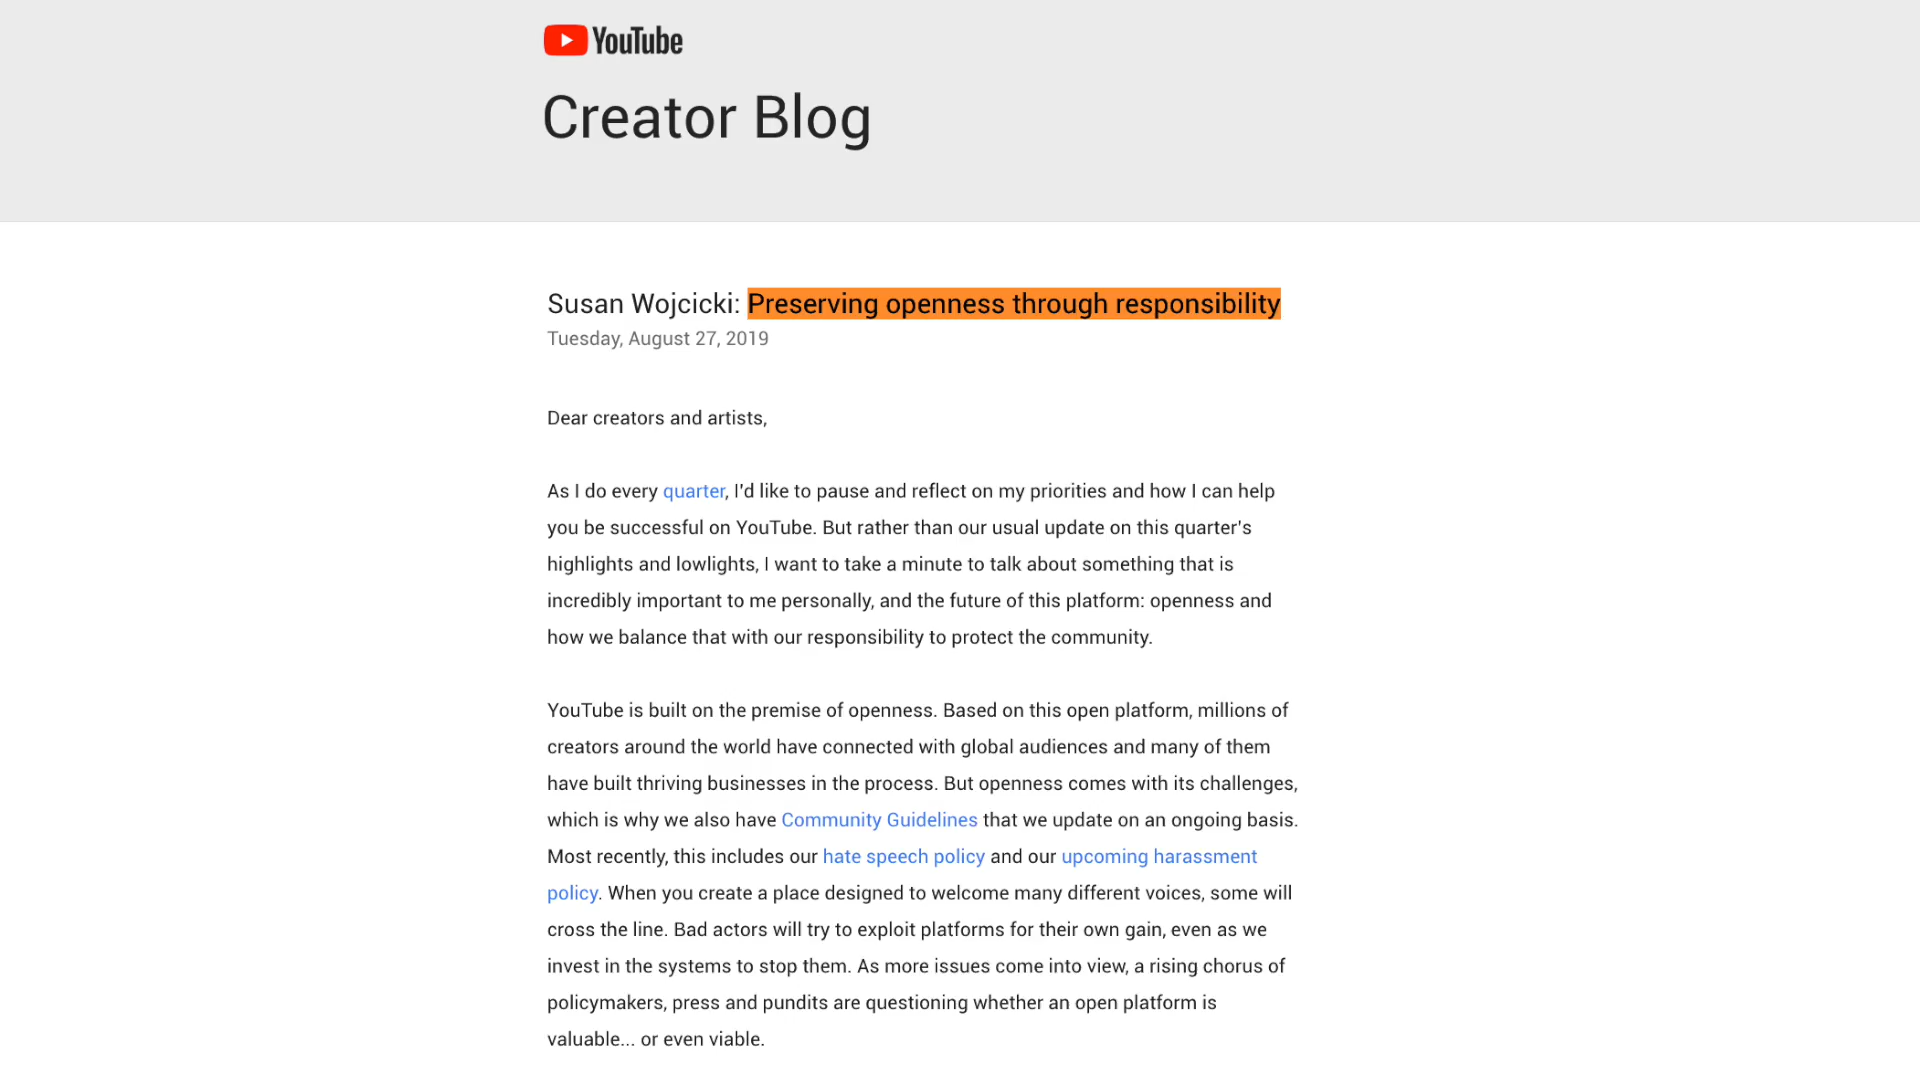 YouTube
Creator Blog
Susan Wojcicki: Preserving openness through responsibility
Tuesday, August 27, 2019
Dear creators and artists,
As I do every quarter, I'd like to pause and reflect on my priorities and how I can help
you be successful on YouTube. But rather than our usual update on this quarter's
highlights and lowlights, I want to take a minute to talk about something that is
incredibly important to me personally, and the future of this platform: openness and
how we balance that with our responsibility to protect the community.
YouTube is built on the premise of openness. Based on this open platform, millions of
creators around the world have connected with global audiences and many of them
have built thriving businesses in the process. But openness comes with its challenges,
which is why we also have Community Guidelines that we update on an ongoing basis.
Most recently, this includes our hate speech policy and our upcoming harassment
policy. When you create a place designed to welcome many different voices, some will
cross the line. Bad actors will try to exploit platforms for their own gain, even as we
invest in the systems to stop them. As more issues come into view, a rising chorus of
policymakers, press and pundits are questioning whether an open platform is
valuable... or even viable.